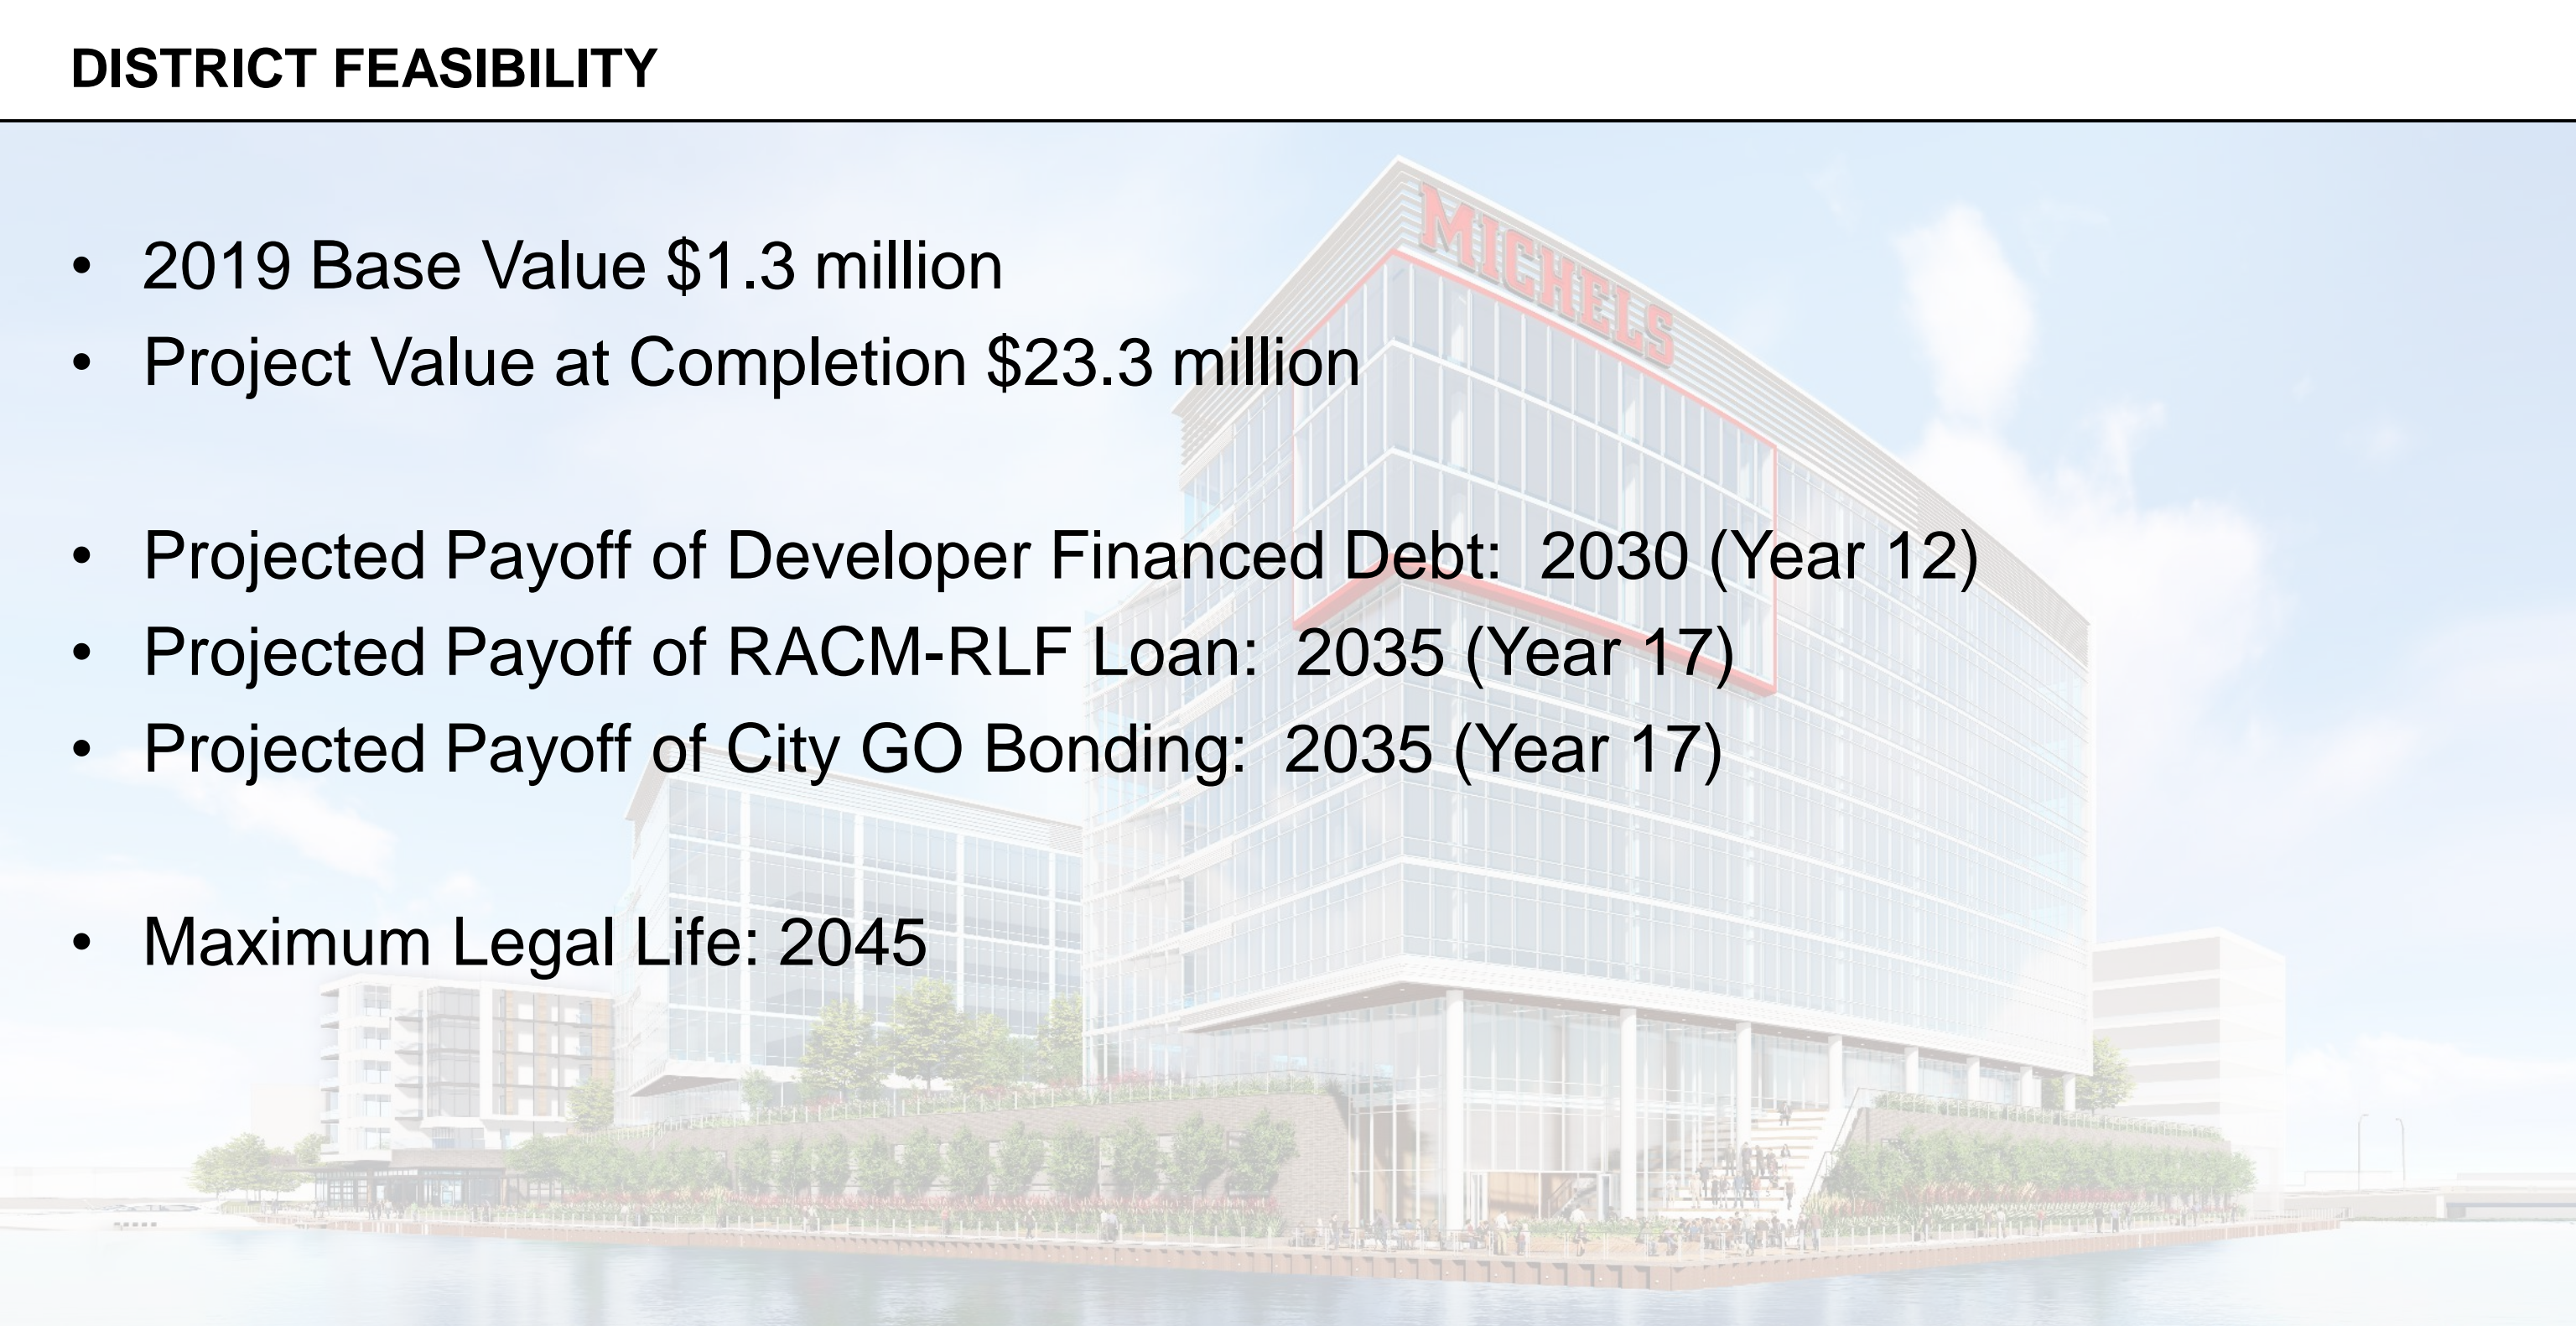 DISTRICT FEASIBILITY
MICHELS
• 2019 Base Value $1.3 million
• Project Value at Completion $23.3 million
• Projected Payoff of Developer Financed Debt:  2030 (Year 12)
• Projected Payoff of RACM-RLF Loan:  2035 (Year 17)
• Projected Payoff of City GO Bonding:  2035 (Year 17)
• Maximum Legal Life: 2045